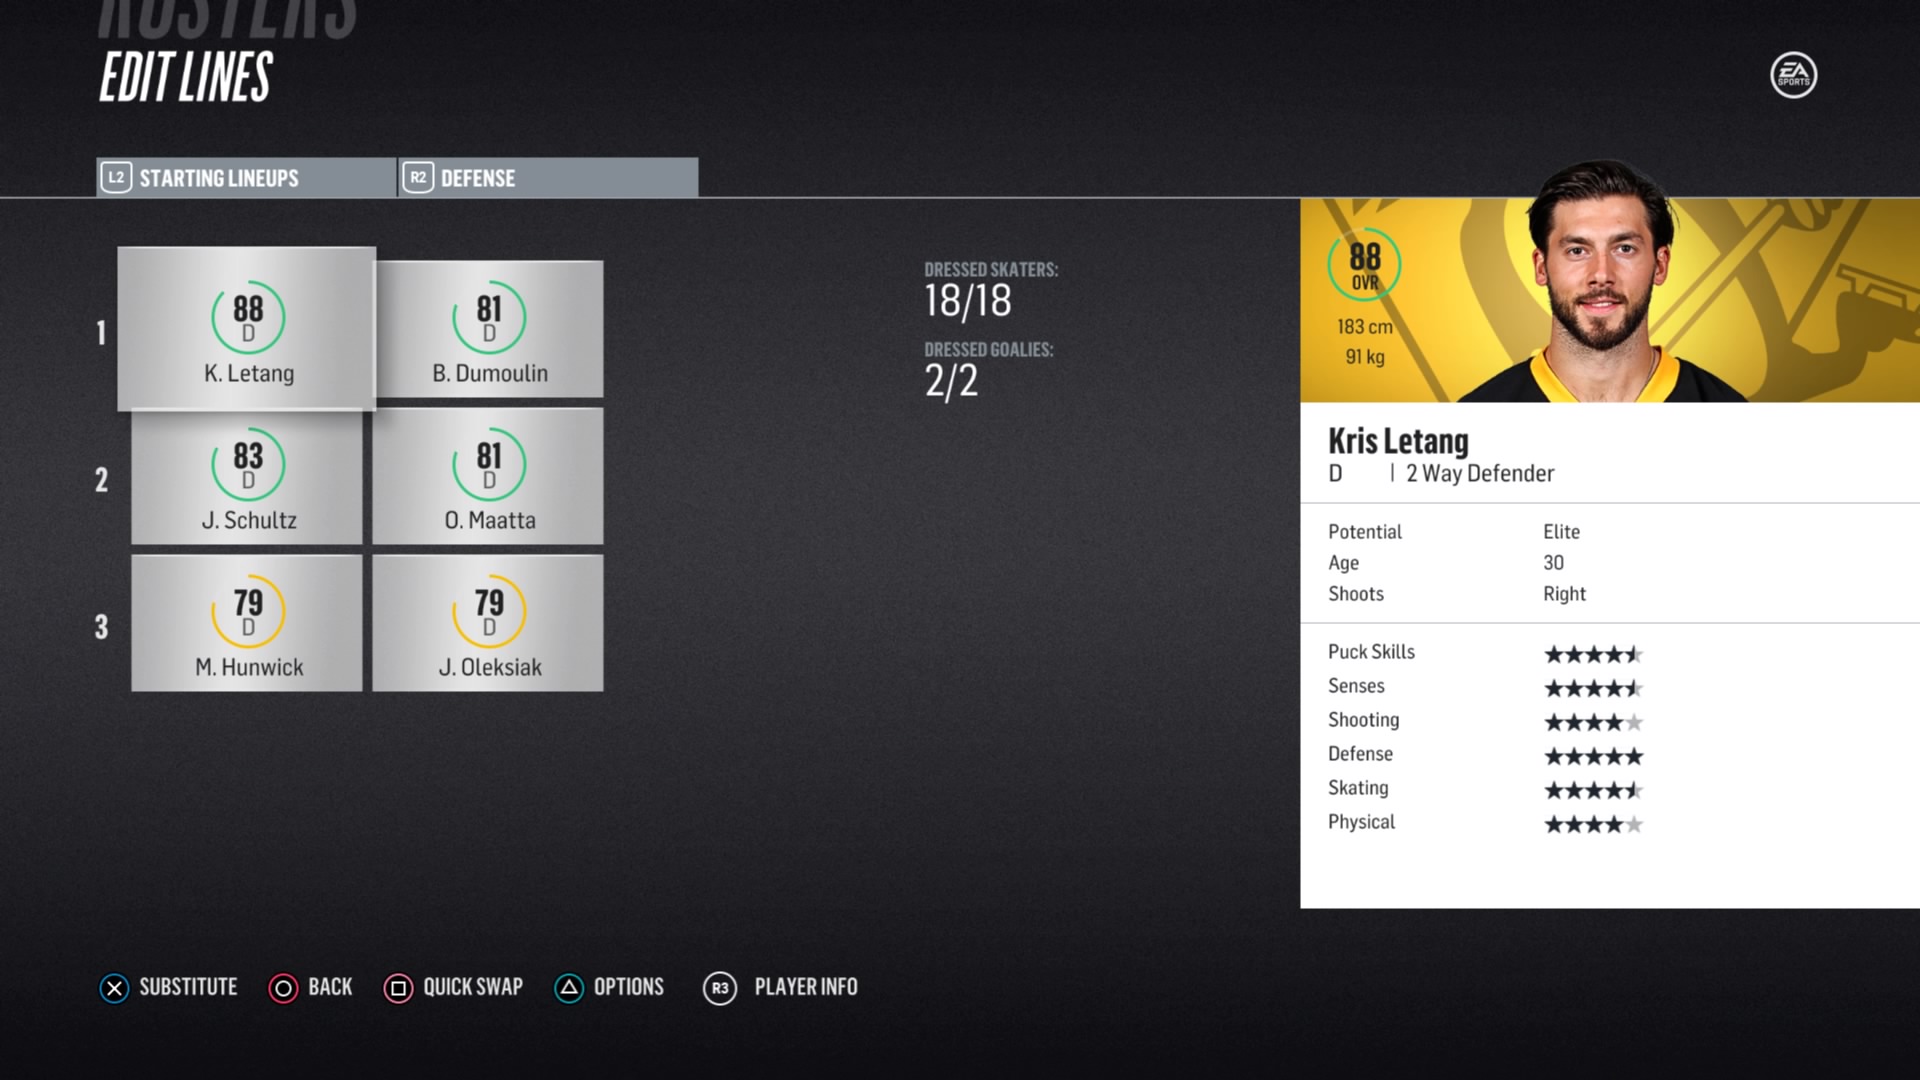 ROSTERS
EDIT LINES
EA
SPORTS
L2 STARTING LINEUPS
R2 DEFENSE
1
88
D
K. Letang
81
D
B. Dumoulin
2
83
D
J. Schultz
81
D
O. Maatta
3
79
D
M. Hunwick
79
D
J. Oleksiak
DRESSED SKATERS:
18/18
DRESSED GOALIES:
2/2
88
OVR
183 cm
91 kg
Kris Letang
D | 2 Way Defender
Potential Elite
Age 30
Shoots Right
Puck Skills
Senses
Shooting
Defense
Skating
Physical
SUBSTITUTE BACK QUICK SWAP OPTIONS R3 PLAYER INFO